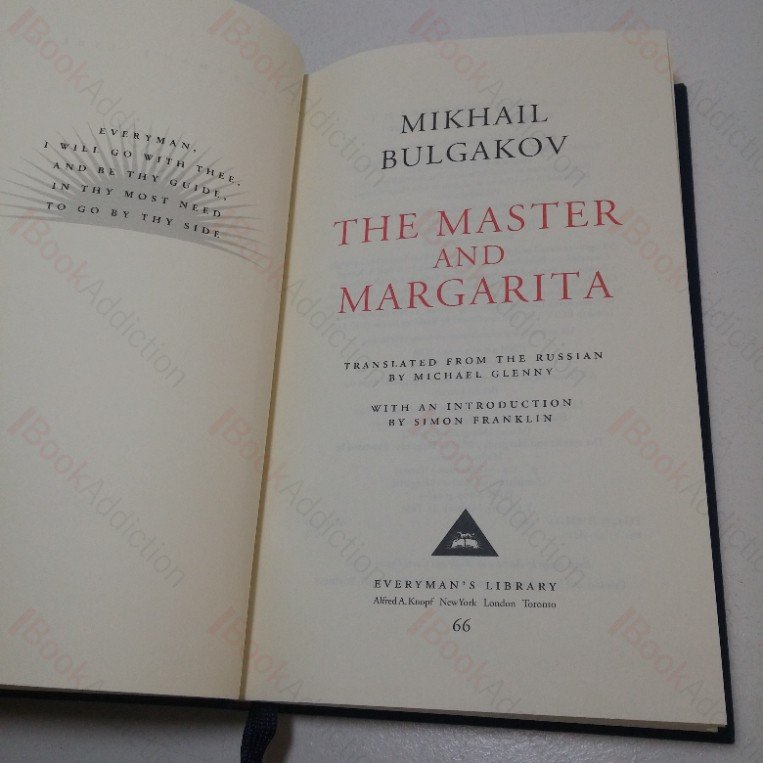 EVERYMAN,
I WILL GO WITH THEE,
AND BE THY GUIDE,
IN THY MOST NEED
TO GO BY THY SIDE
MIKHAIL
BULGAKOV
THE MASTER
AND
MARGARITA
TRANSLATED FROM THE RUSSIAN
BY MICHAEL GLENNY
WITH AN INTRODUCTION
BY SIMON FRANKLIN
EVERYMAN'S LIBRARY
Alfred A. Knopf New York London Toronto
66
BookAddiction